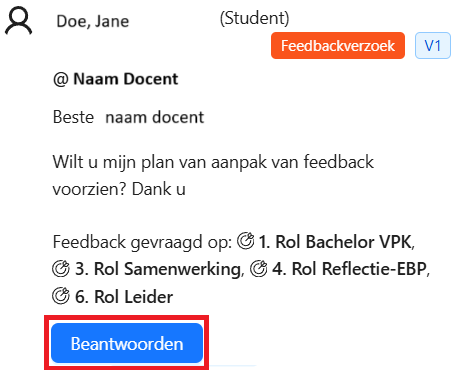 Doe, Jane (Student)
Feedbackverzoek V1
@ Naam Docent
Beste naam docent
Wilt u mijn plan van aanpak van feedback
voorzien? Dank u
Feedback gevraagd op: 1. Rol Bachelor VPK,
3. Rol Samenwerking, 4. Rol Reflectie-EBP,
6. Rol Leider
Beantwoorden